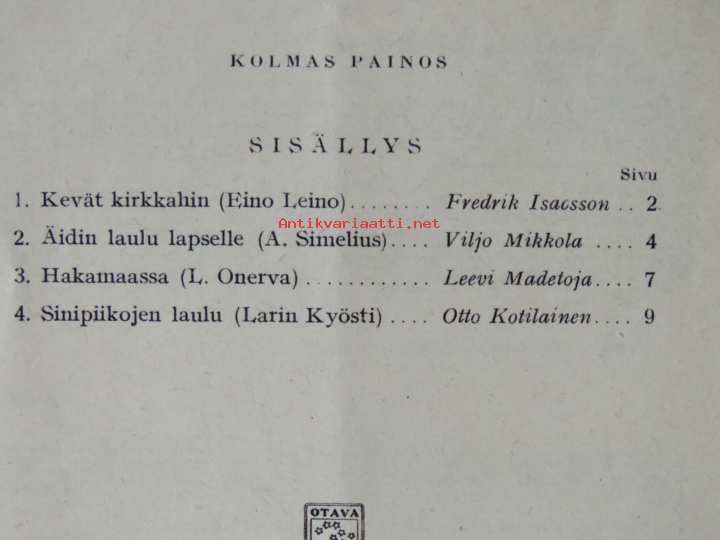 KOLMAS PAINOS
SISÄLLYS
Sivu
1. Kevät kirkkahin (Eino Leino)........ Fredrik Isacsson .. 2
Antikvariaatti.net
2. Äidin laulu lapselle (A. Simelius).... Viljo Mikkola .... 4
3. Hakamaassa (L. Onerva)............ Leevi Madetoja.... 7
4. Sinipiikojen laulu (Larin Kyösti).... Otto Kotilainen.... 9
OTAVA